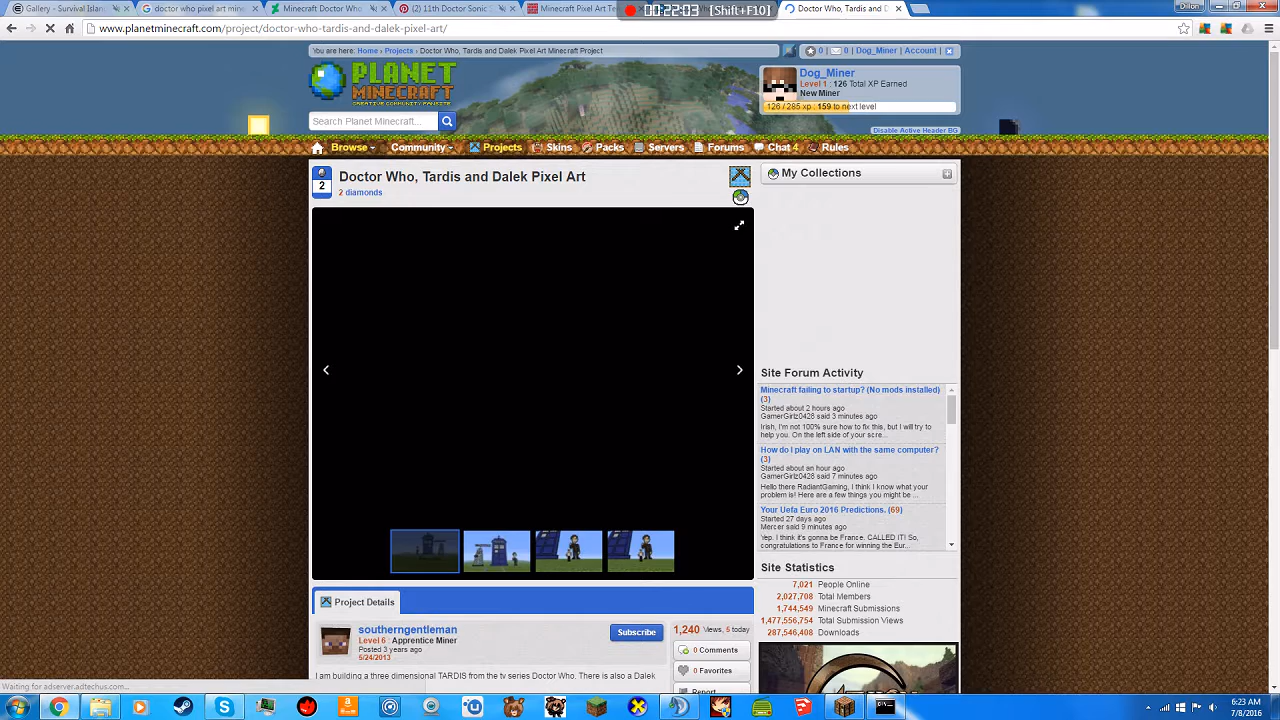 Gallery - Survival Islan
doctor who pixel art mine
Minecraft Doctor Who
(2) 11th Doctor Sonic S
Minecraft Pixel Art Te
00:22:03 [Shift+F10]
Doctor Who, Tardis and D
Dillon
www.planetminecraft.com/project/doctor-who-tardis-and-dalek-pixel-art/
You are here: Home › Projects › Doctor Who, Tardis and Dalek Pixel Art Minecraft Project
0 0 Dog_Miner Account
PLANET
MINECRAFT
CREATIVE COMMUNITY FANSITE
Dog_Miner
Level 1 : 126 Total XP Earned
New Miner
126 / 285 xp : 159 to next level
Search Planet Minecraft...
Disable Active Header BG
Browse Community Projects Skins Packs Servers Forums Chat 4 Rules
2
Doctor Who, Tardis and Dalek Pixel Art
2 diamonds
My Collections
Site Forum Activity
Minecraft failing to startup? (No mods installed)
(3)
Started about 2 hours ago
GamerGirlz0428 said 3 minutes ago
Irish, I'm not 100% sure how to fix this, but I will try to
help you. On the left side of your scre...
How do I play on LAN with the same computer?
(3)
Started about an hour ago
GamerGirlz0428 said 7 minutes ago
Hello there RadiantGaming, I think I know what your
problem is! Here are a few things you might be ...
Your Uefa Euro 2016 Predictions. (69)
Started 27 days ago
Mercer said 9 minutes ago
Yep. I think it's gonna be France. CALLED IT! So,
congratulations to France for winning the Eur...
Site Statistics
7,021 People Online
2,027,708 Total Members
1,744,549 Minecraft Submissions
1,477,556,754 Total Submission Views
287,546,408 Downloads
Project Details
southerngentleman
Level 6 : Apprentice Miner
Posted 3 years ago
5/24/2013
Subscribe
1,240 Views, 5 today
0 Comments
0 Favorites
Report
I am building a three dimensional TARDIS from the tv series Doctor Who. There is also a Dalek
Waiting for adserver.adtechus.com...
6:23 AM
7/8/2016